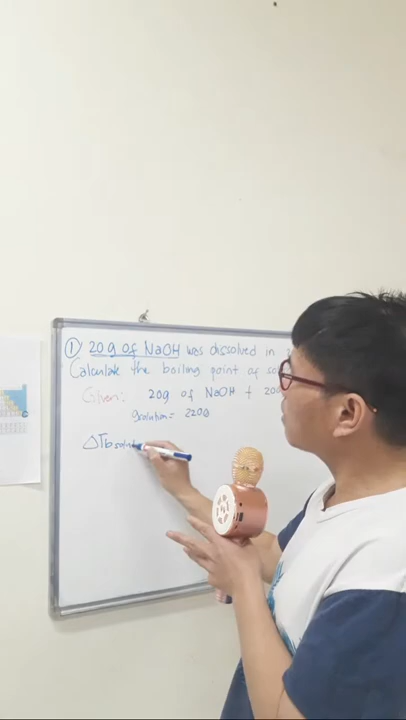 ① 20g of NaOH was dissolved in
Calculate the boiling point of
Given: 20g of NaOH + 200
gsolution = 220g
ΔTb